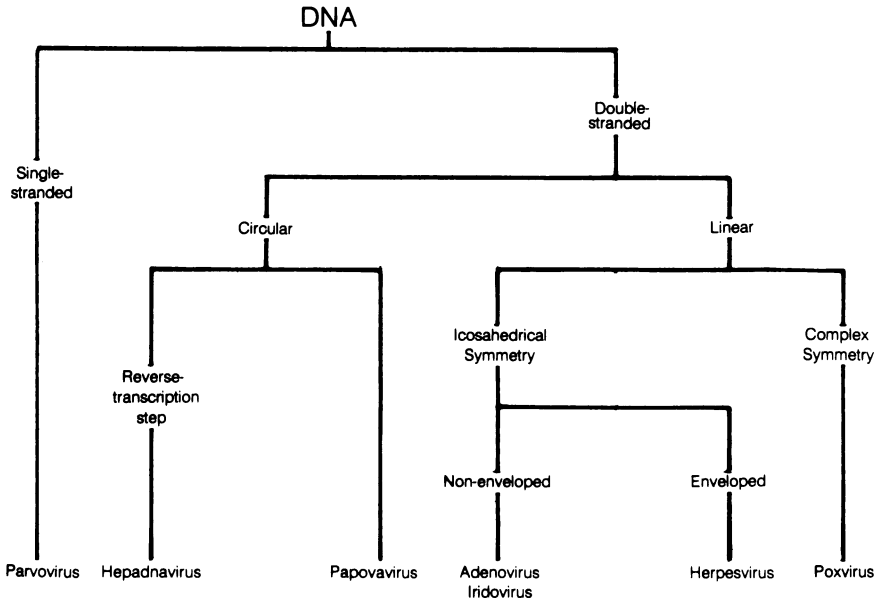 DNA
Double-
stranded
Single-
stranded
Circular
Linear
Icosahedrical
Symmetry
Complex
Symmetry
Reverse-
transcription
step
Non-enveloped
Enveloped
Parvovirus
Hepadnavirus
Papovavirus
Adenovirus
Iridovirus
Herpesvirus
Poxvirus